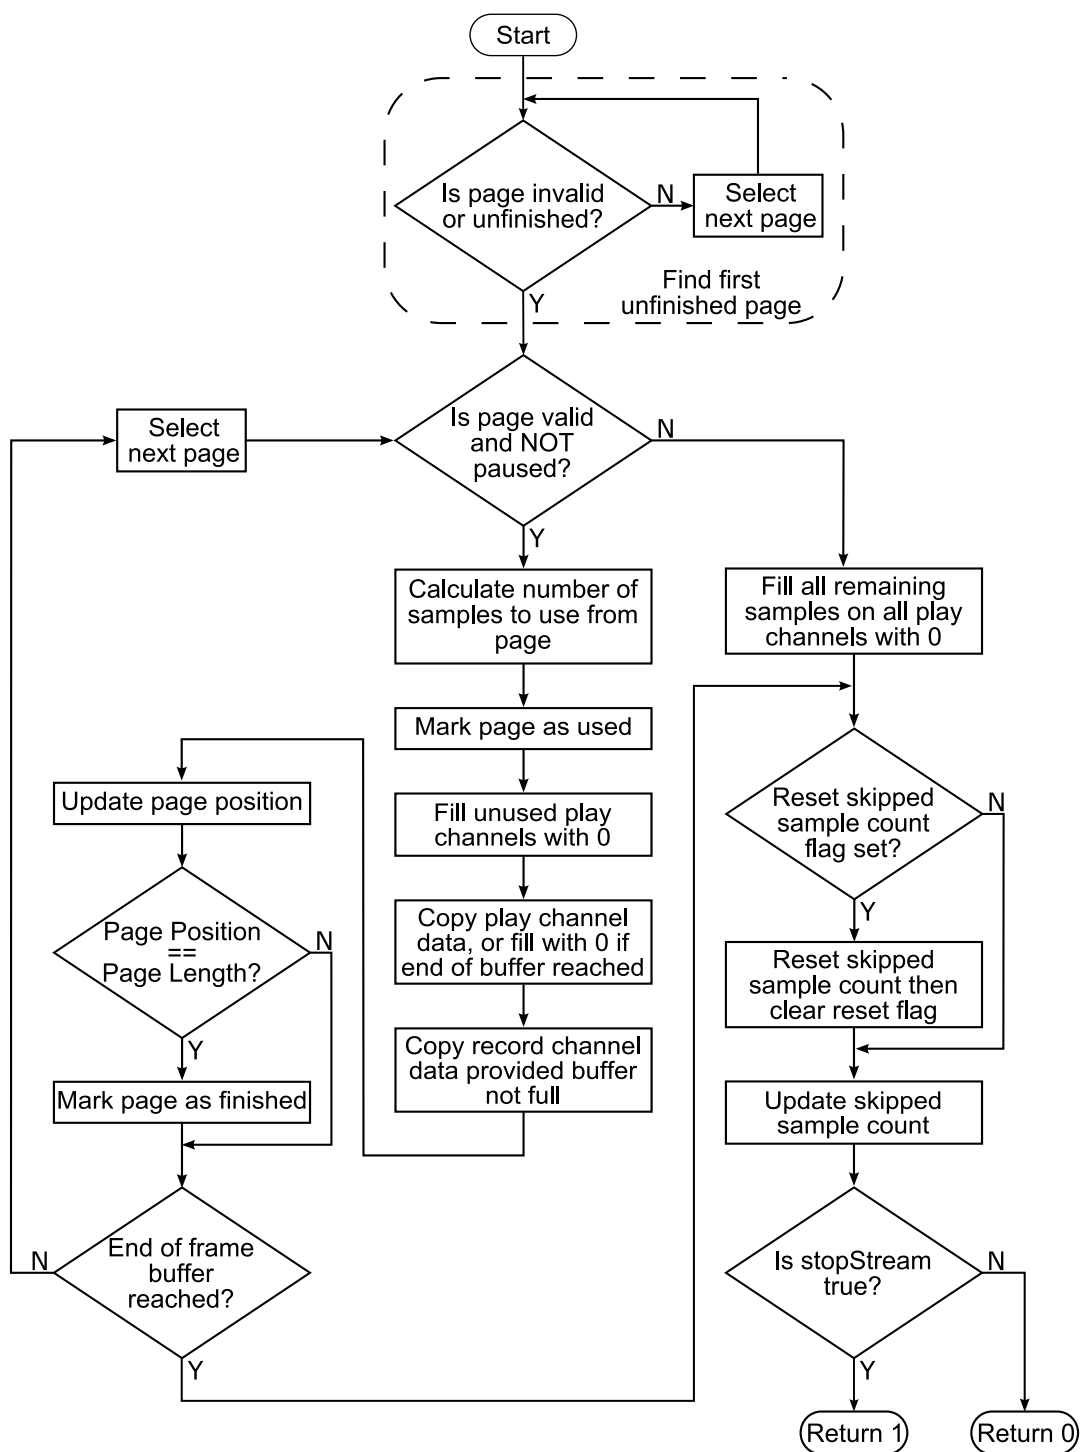 Start
Is page invalid
or unfinished?
N
Select
next page
Y
Find first
unfinished page
Select
next page
Is page valid
and NOT
paused?
N
Y
Calculate number of
samples to use from
page
Mark page as used
Fill unused play
channels with 0
Copy play channel
data, or fill with 0 if
end of buffer reached
Copy record channel
data provided buffer
not full
Update page position
Page Position
==
Page Length?
N
Y
Mark page as finished
End of frame
buffer
reached?
N
Y
Fill all remaining
samples on all play
channels with 0
Reset skipped
sample count
flag set?
N
Y
Reset skipped
sample count then
clear reset flag
Update skipped
sample count
Is stopStream
true?
N
Y
Return 1
Return 0